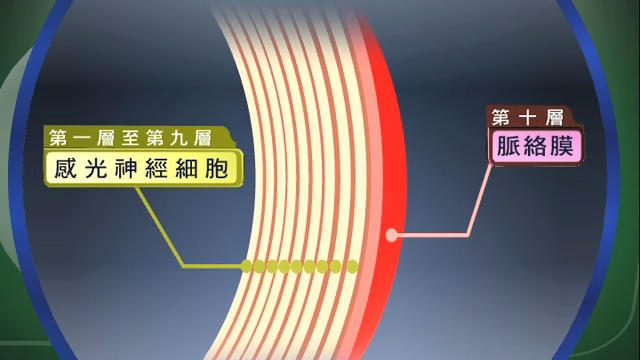 第一層至第九層
感光神經細胞
第十層
脈絡膜